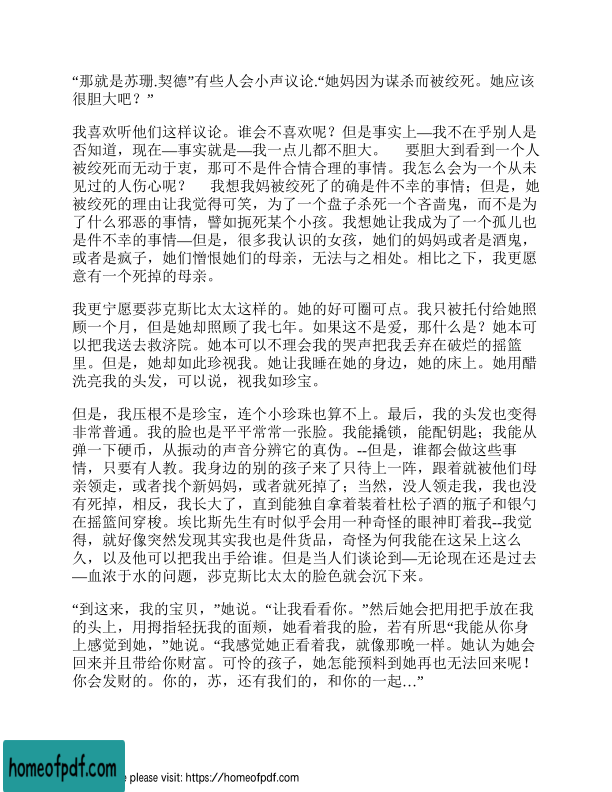 “那就是苏珊.契德”有些人会小声议论.“她妈因为谋杀而被绞死。她应该
很胆大吧？”
我喜欢听他们这样议论。谁会不喜欢呢？但是事实上—我不在乎别人是
否知道，现在—事实就是—我一点儿都不胆大。 要胆大到看到一个人
被绞死而无动于衷，那可不是件合情合理的事情。我怎么会为一个从未
见过的人伤心呢？ 我想我妈被绞死了的确是件不幸的事情；但是，她
被绞死的理由让我觉得可笑，为了一个盘子杀死一个吝啬鬼，而不是为
了什么邪恶的事情，譬如扼死某个小孩。我想她让我成为了一个孤儿也
是件不幸的事情—但是，很多我认识的女孩，她们的妈妈或者是酒鬼，
或者是疯子，她们憎恨她们的母亲，无法与之相处。相比之下，我更愿
意有一个死掉的母亲。
我更宁愿要莎克斯比太太这样的。她的好可圈可点。我只被托付给她照
顾一个月，但是她却照顾了我七年。如果这不是爱，那什么是？她本可
以把我送去救济院。她本可以不理会我的哭声把我丢弃在破烂的摇篮
里。但是，她却如此珍视我。她让我睡在她的身边，她的床上。她用醋
洗亮我的头发，可以说，视我如珍宝。
但是，我压根不是珍宝，连个小珍珠也算不上。最后，我的头发也变得
非常普通。我的脸也是平平常常一张脸。我能撬锁，能配钥匙；我能从
弹一下硬币，从振动的声音分辨它的真伪。--但是，谁都会做这些事
情，只要有人教。我身边的别的孩子来了只待上一阵，跟着就被他们母
亲领走，或者找个新妈妈，或者就死掉了；当然，没人领走我，我也没
有死掉，相反，我长大了，直到能独自拿着装着杜松子酒的瓶子和银勺
在摇篮间穿梭。埃比斯先生有时似乎会用一种奇怪的眼神盯着我--我觉
得，就好像突然发现其实我也是件货品，奇怪为何我能在这呆上这么
久，以及他可以把我出手给谁。但是当人们谈论到—无论现在还是过去
—血浓于水的问题，莎克斯比太太的脸色就会沉下来。
“到这来，我的宝贝，”她说。“让我看看你。”然后她会把用把手放在我
的头上，用拇指轻抚我的面颊，她看着我的脸，若有所思“我能从你身
上感觉到她，”她说。“我感觉她正看着我，就像那晚一样。她认为她会
回来并且带给你财富。可怜的孩子，她怎能预料到她再也无法回来呢！
你会发财的。你的，苏，还有我们的，和你的一起…”
homeofpdf.com
e please visit: https://homeofpdf.com